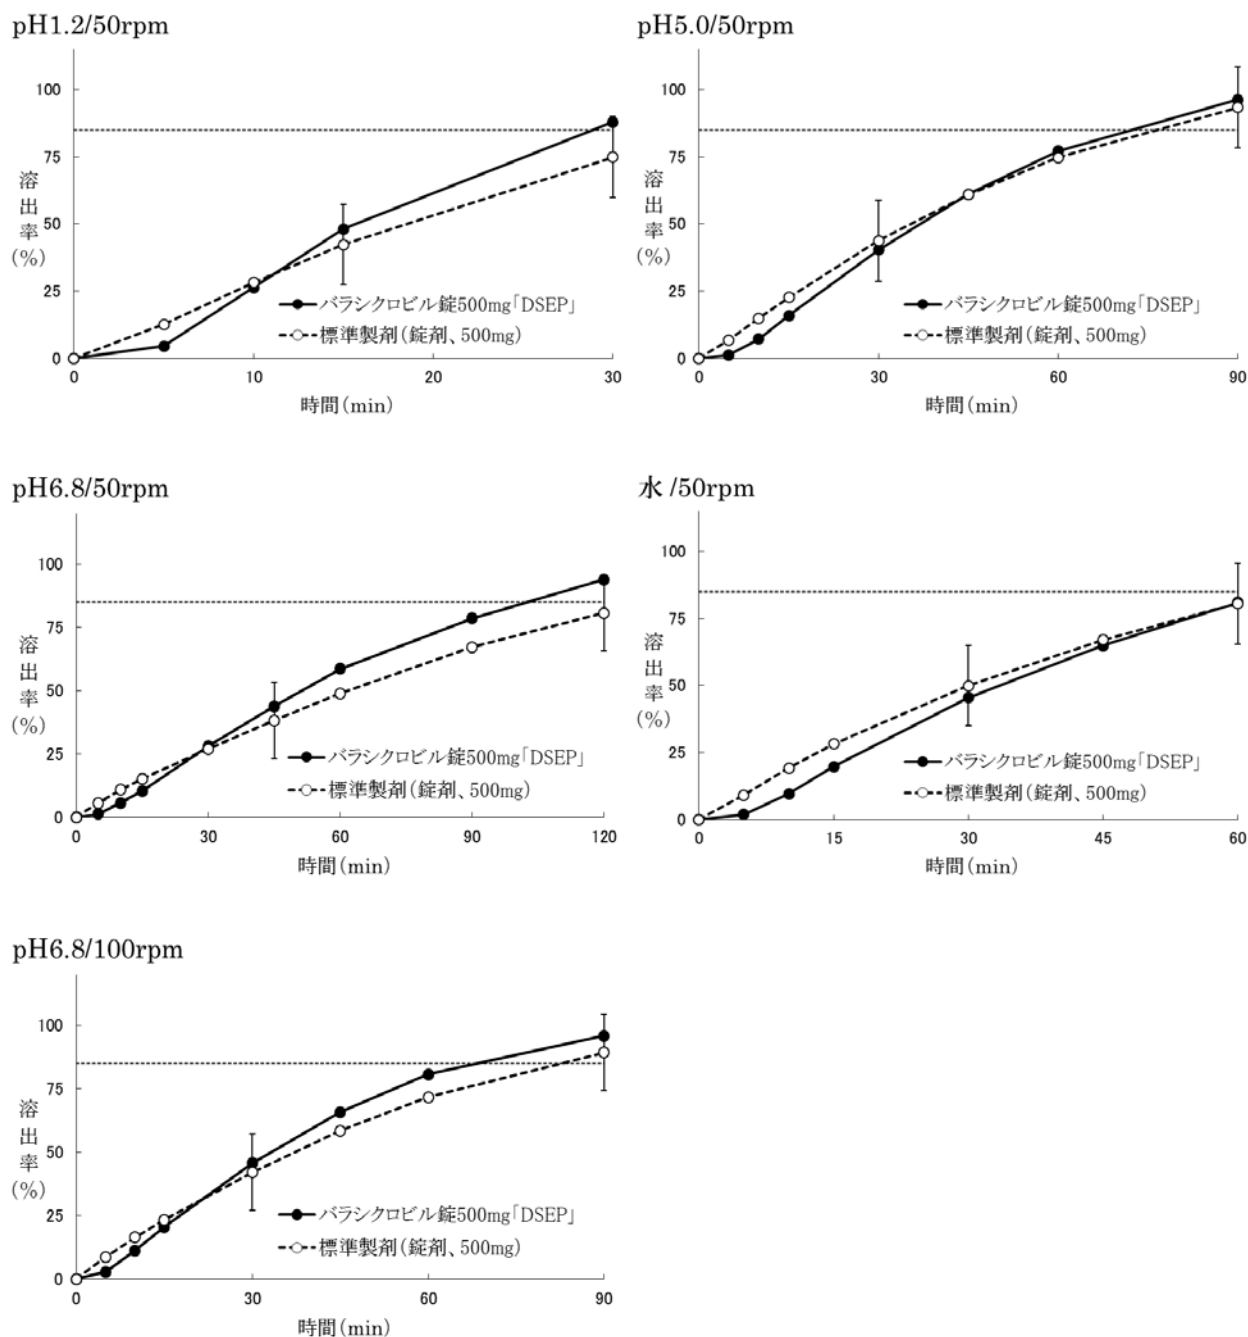 pH1.2/50rpm
100
75
50
25
0
溶出率(%)
バラシクロビル錠500mg「DSEP」
標準製剤(錠剤、500mg)
0 10 20 30
時間(min)
pH5.0/50rpm
100
75
50
25
0
溶出率(%)
バラシクロビル錠500mg「DSEP」
標準製剤(錠剤、500mg)
0 30 60 90
時間(min)
pH6.8/50rpm
100
75
50
25
0
溶出率(%)
バラシクロビル錠500mg「DSEP」
標準製剤(錠剤、500mg)
0 30 60 90 120
時間(min)
水 /50rpm
100
75
50
25
0
溶出率(%)
バラシクロビル錠500mg「DSEP」
標準製剤(錠剤、500mg)
0 15 30 45 60
時間(min)
pH6.8/100rpm
100
75
50
25
0
溶出率(%)
バラシクロビル錠500mg「DSEP」
標準製剤(錠剤、500mg)
0 30 60 90
時間(min)